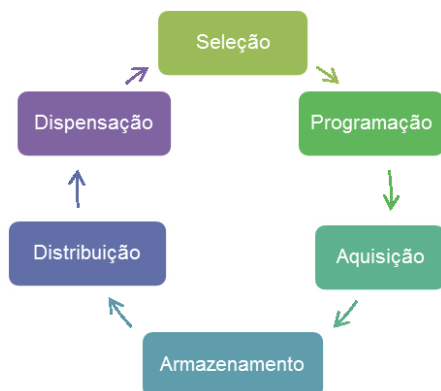 Seleção
Programação
Aquisição
Armazenamento
Distribuição
Dispensação